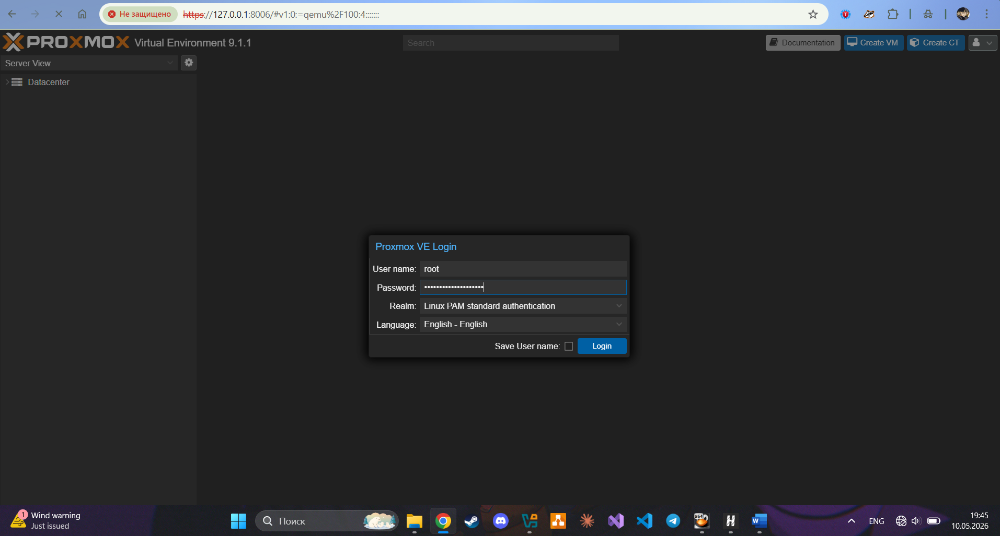 Не защищено
https://127.0.0.1:8006/#v1:0:=qemu%2F100:4:::::::
PROXMOX Virtual Environment 9.1.1
Search
Documentation
Create VM
Create CT
Server View
Datacenter
Proxmox VE Login
User name: root
Password: ••••••••••••••••••••
Realm: Linux PAM standard authentication
Language: English - English
Save User name:
Login
1
Wind warning
Just issued
Поиск
x64
ENG
19:45
10.05.2026